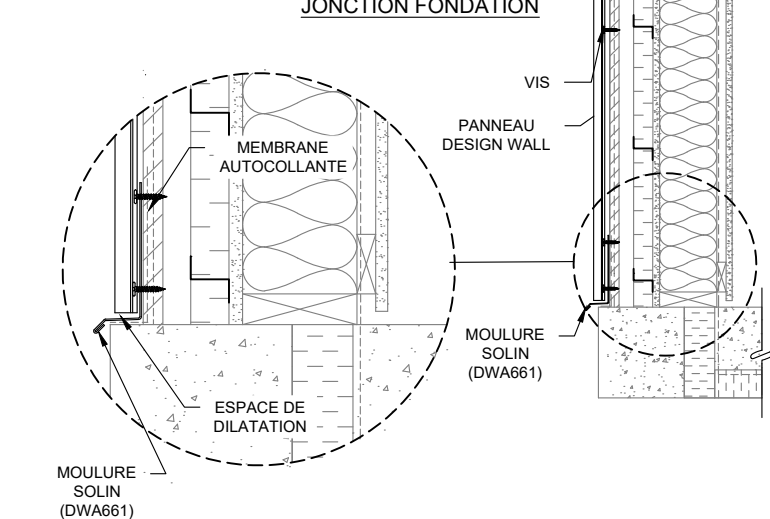 JONCTION FONDATION
VIS
PANNEAU
DESIGN WALL
MEMBRANE
AUTOCOLLANTE
MOULURE
SOLIN
(DWA661)
ESPACE DE
DILATATION
MOULURE
SOLIN
(DWA661)